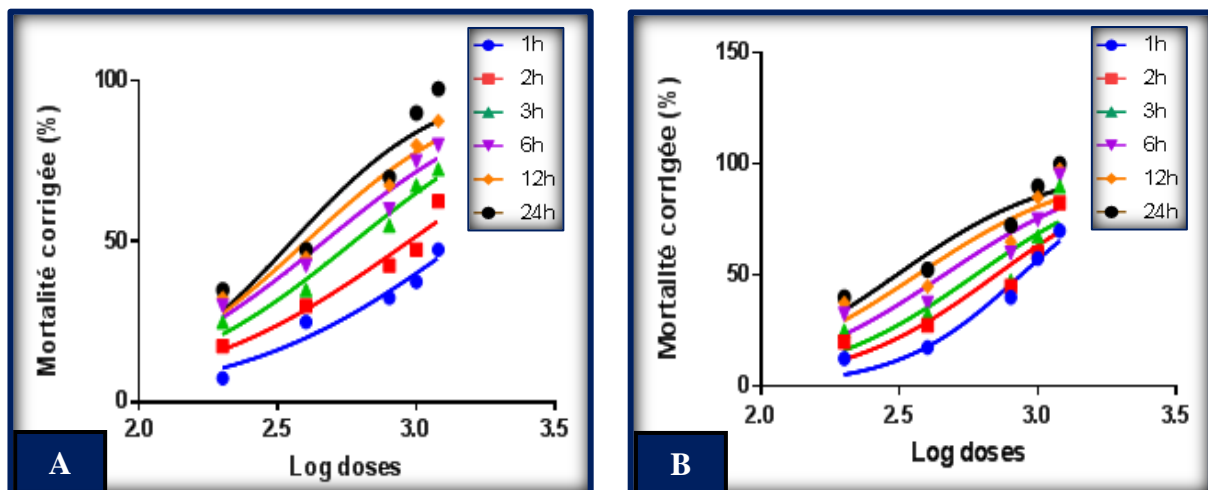 Mortalité corrigée (%)
100
50
0
2.0 2.5 3.0 3.5
Log doses
1h
2h
3h
6h
12h
24h
A
Mortalité corrigée (%)
150
100
50
0
2.0 2.5 3.0 3.5
Log doses
1h
2h
3h
6h
12h
24h
B